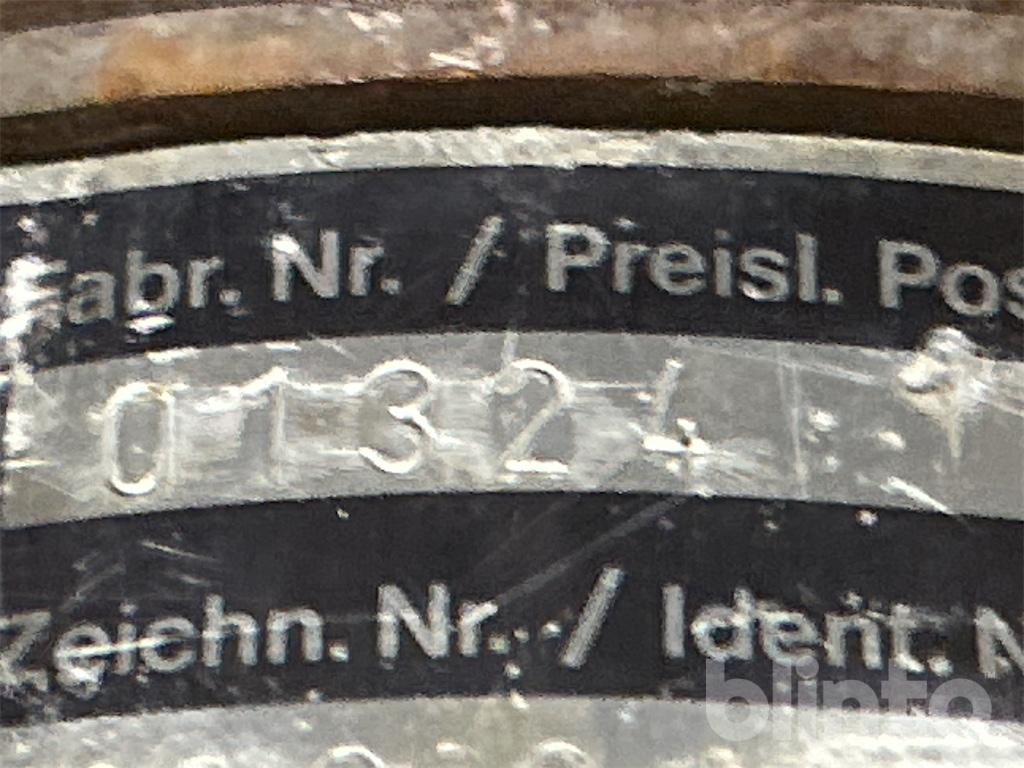 Fabr. Nr. / Preisl. Pos
01324
Zeichn. Nr. / Ident. N
blinto